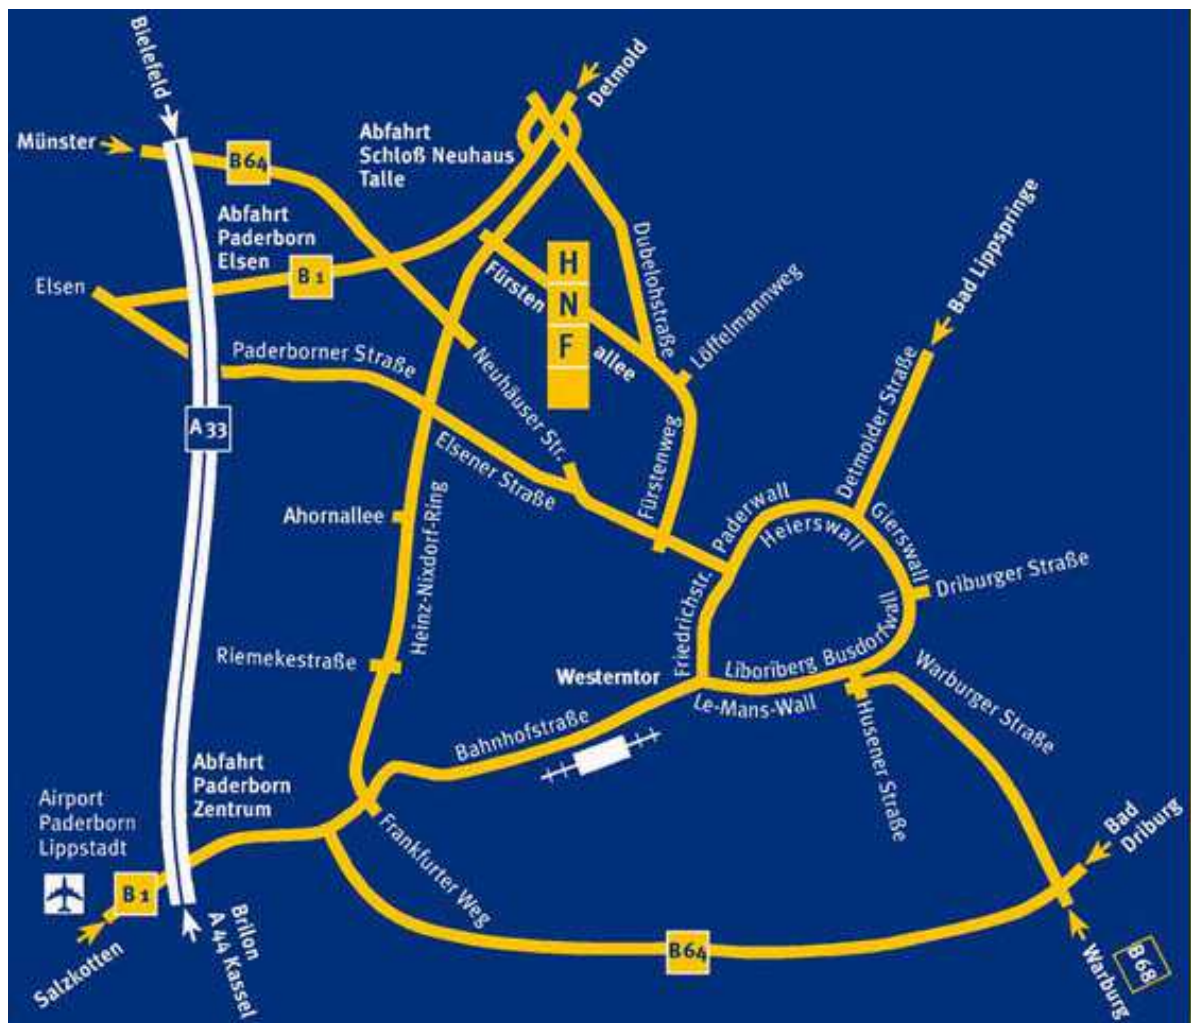 Bielefeld
Münster
B64
Abfahrt
Schloß Neuhaus
Talle
Detmold
Abfahrt
Paderborn
Elsen
B1
Elsen
Fürsten
H
N
F
allee
Dubelohstraße
Löffelmannweg
Bad Lippspringe
Paderborner Straße
Neuhäuser Str.
A 33
Elsener Straße
Fürstenweg
Detmolder Straße
Ahornallee
Heinz-Nixdorf-Ring
Paderwall
Heierswall
Gierswall
Driburger Straße
Riemekestraße
Friedrichstr.
Westerntor
Liboriberg
Busdorfwall
Le-Mans-Wall
Warburger Straße
Husener Straße
Bahnhofstraße
Abfahrt
Paderborn
Zentrum
Airport
Paderborn
Lippstadt
B1
Frankfurter Weg
Bad
Driburg
Salzkotten
Brilon
A 44 Kassel
B64
Warburg
B68